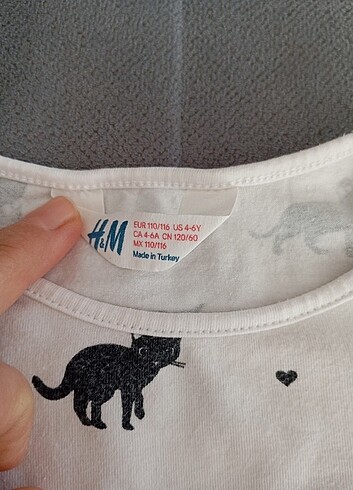 H&M
EUR 110/116 US 4-6Y
CA 4-6A CN 120/60
MX 110/116
Made in Turkey